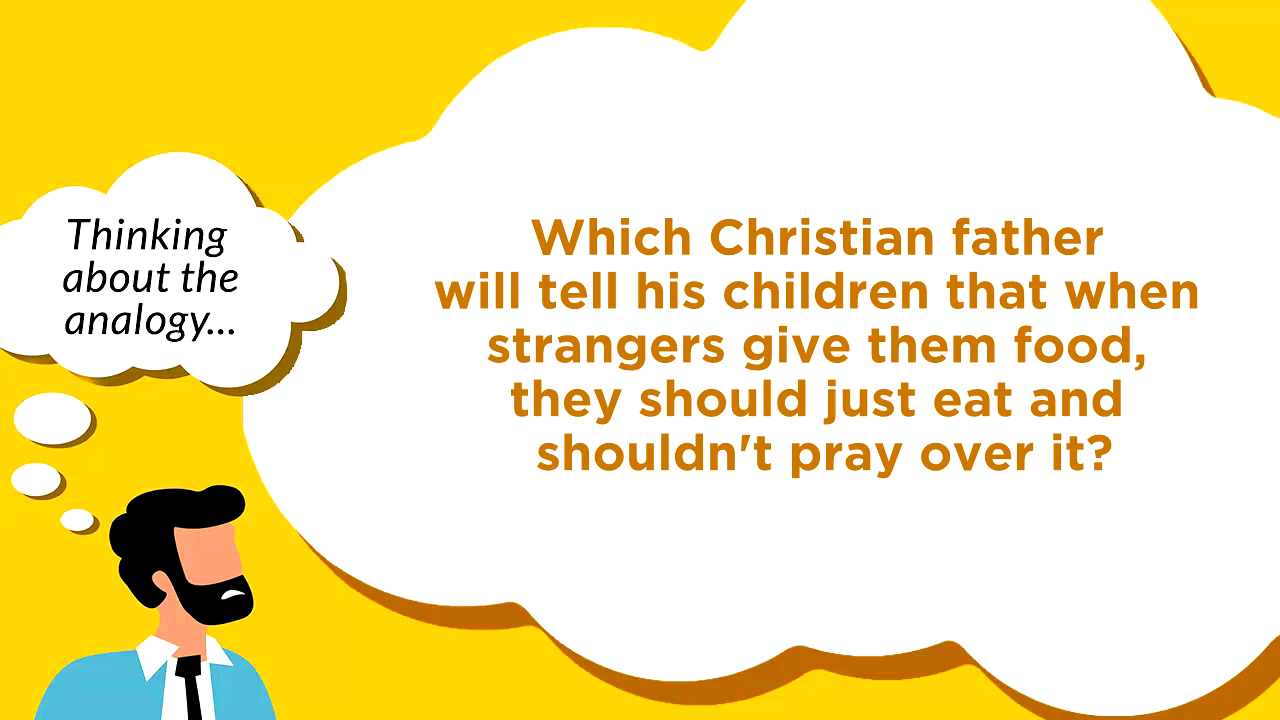 Thinking
about the
analogy...
Which Christian father
will tell his children that when
strangers give them food,
they should just eat and
shouldn't pray over it?